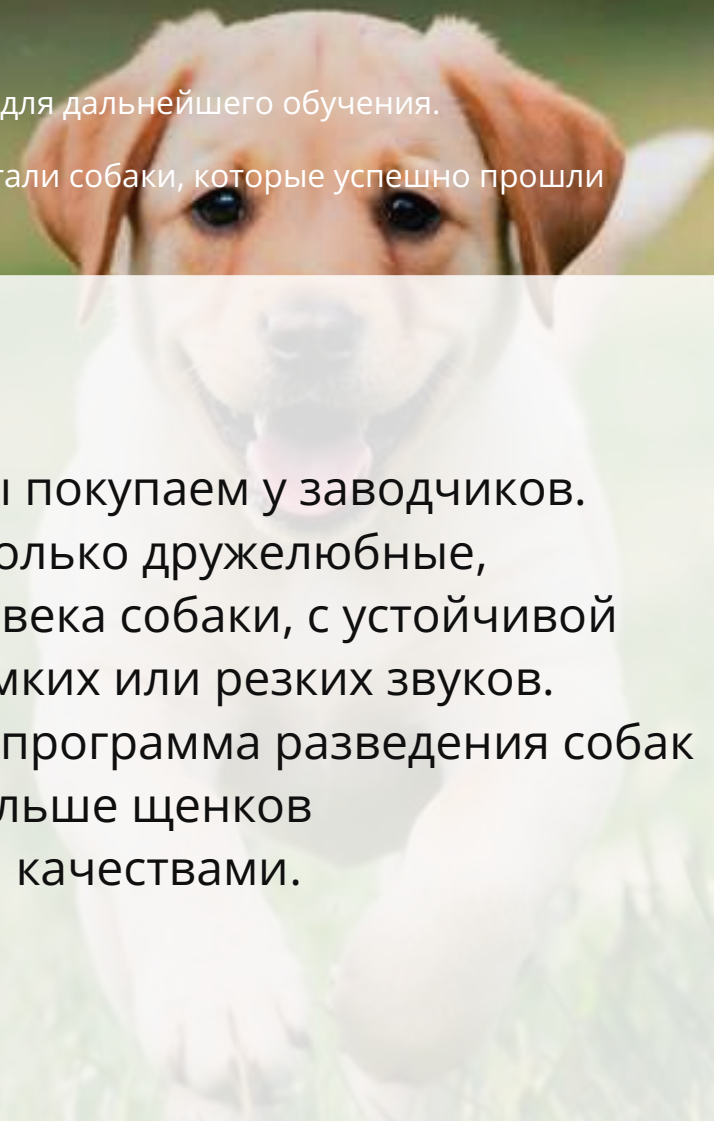 для дальнейшего обучения.
тали собаки, которые успешно прошли
ы покупаем у заводчиков.
олько дружелюбные,
века собаки, с устойчивой
мких или резких звуков.
программа разведения собак
льше щенков
качествами.